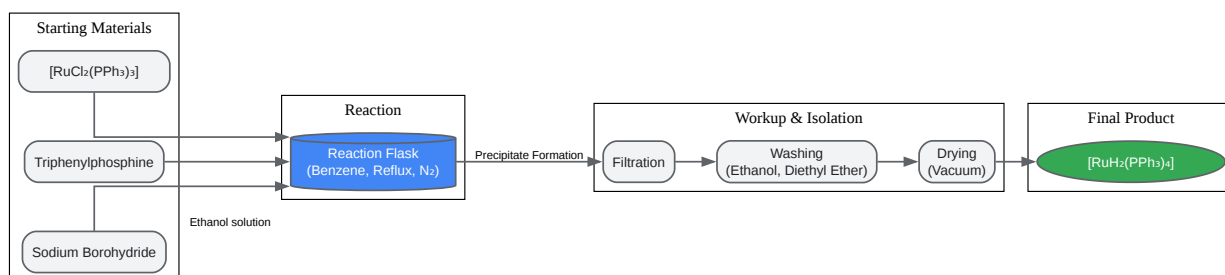 Starting Materials
[RuCl₂(PPh₃)₃]
Triphenylphosphine
Sodium Borohydride
Ethanol solution
Reaction
Reaction Flask
(Benzene, Reflux, N₂)
Precipitate Formation
Workup & Isolation
Filtration
Washing
(Ethanol, Diethyl Ether)
Drying
(Vacuum)
Final Product
[RuH₂(PPh₃)₄]